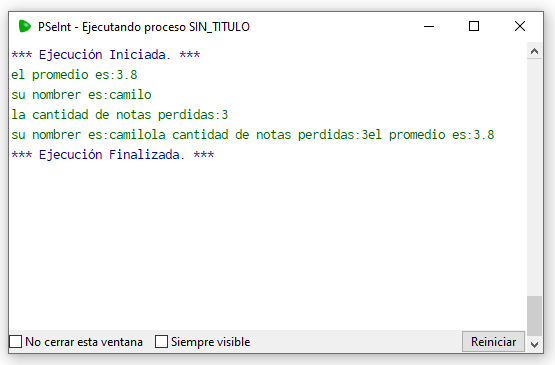 PSeInt - Ejecutando proceso SIN_TITULO
*** Ejecución Iniciada. ***
el promedio es:3.8
su nombrer es:camilo
la cantidad de notas perdidas:3
su nombrer es:camilola cantidad de notas perdidas:3el promedio es:3.8
*** Ejecución Finalizada. ***
No cerrar esta ventana Siempre visible Reiniciar